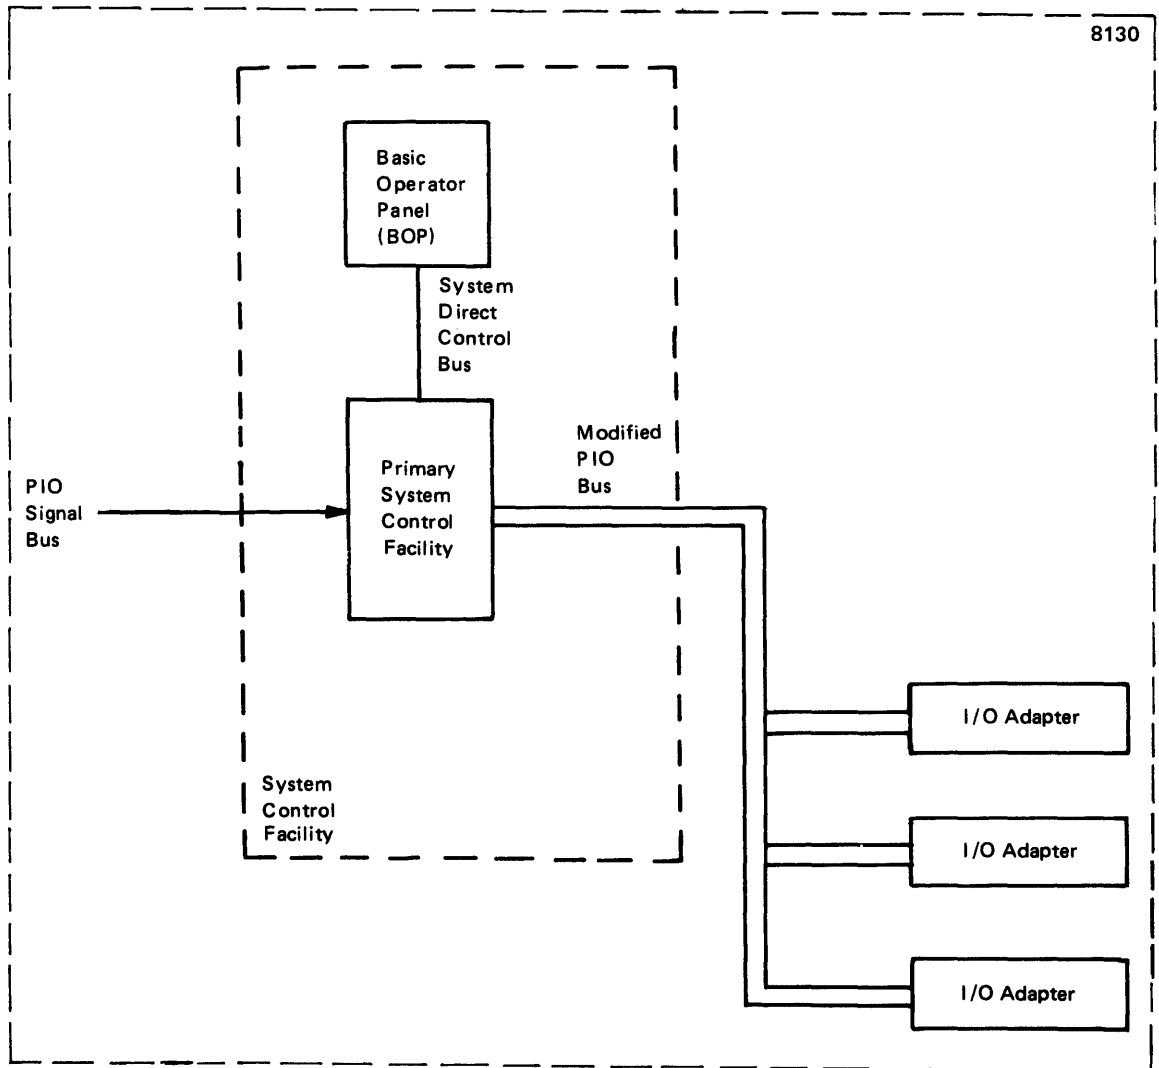 8130
Basic
Operator
Panel
(BOP)
System
Direct
Control
Bus
Modified
PIO
Bus
PIO
Signal
Bus
Primary
System
Control
Facility
I/O Adapter
System
Control
Facility
I/O Adapter
I/O Adapter